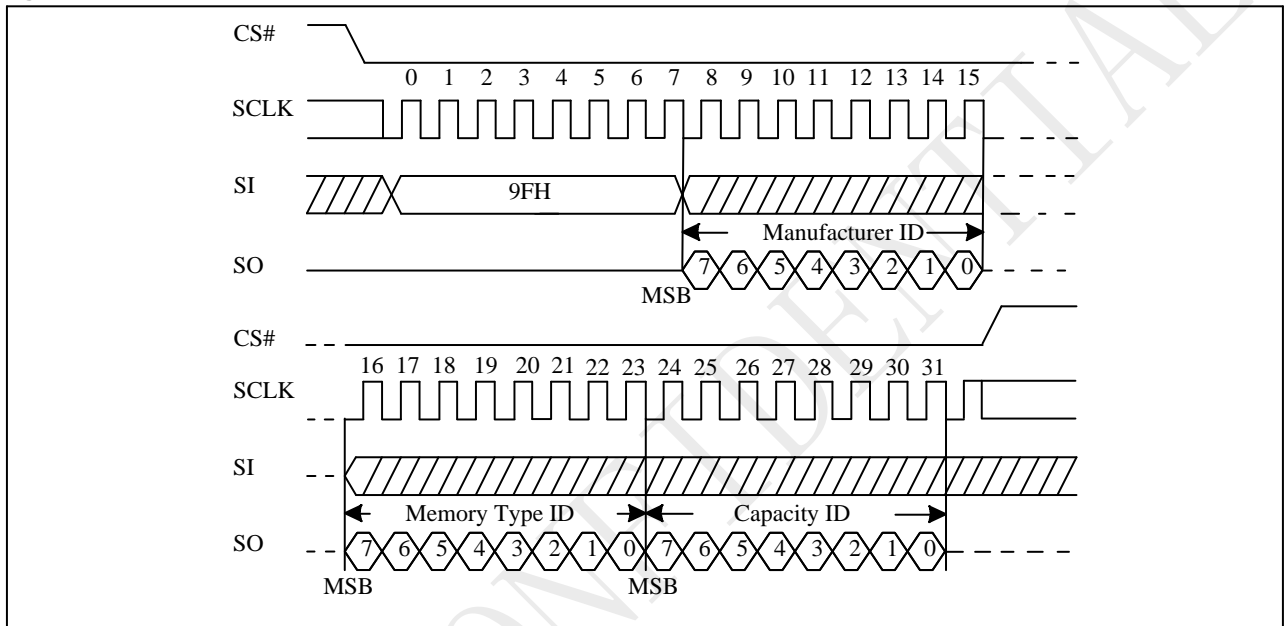 CS#
0 1 2 3 4 5 6 7 8 9 10 11 12 13 14 15
SCLK
SI 9FH
Manufacturer ID
SO 7 6 5 4 3 2 1 0
MSB
CS#
16 17 18 19 20 21 22 23 24 25 26 27 28 29 30 31
SCLK
SI
Memory Type ID Capacity ID
SO 7 6 5 4 3 2 1 0 7 6 5 4 3 2 1 0
MSB MSB
ONFIDENTIAL